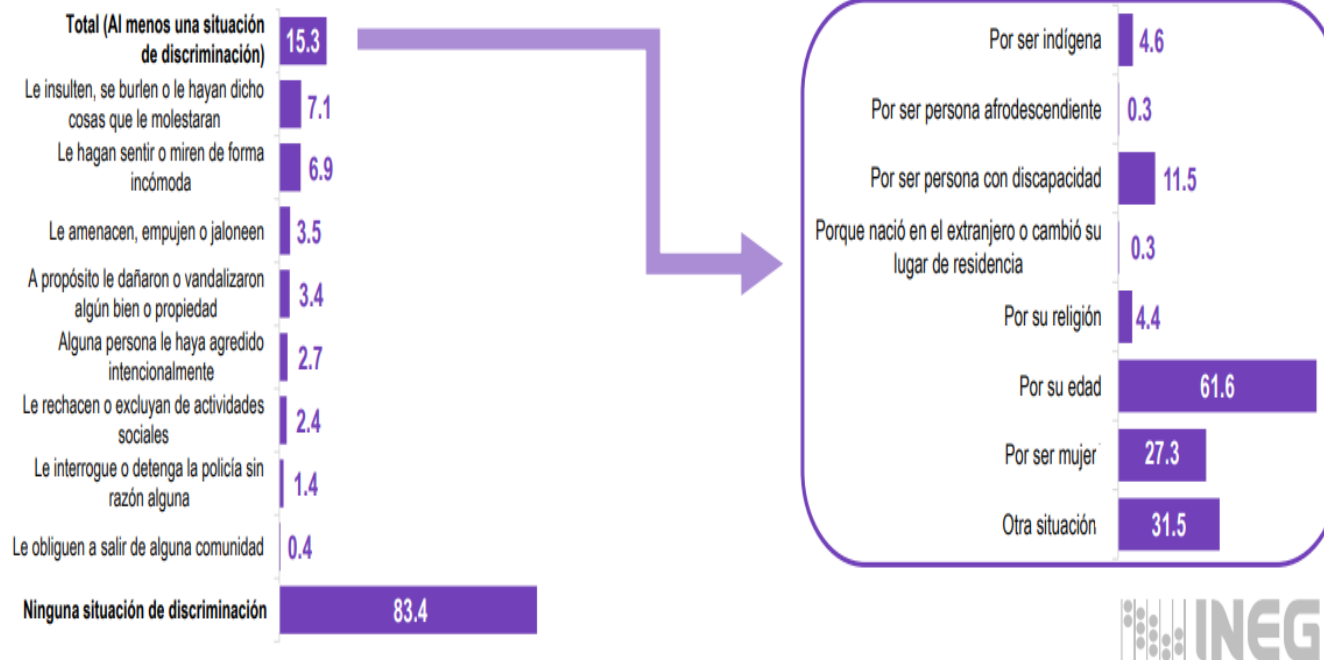 Total (Al menos una situación
de discriminación)
15.3
Le insulten, se burlen o le hayan dicho
cosas que le molestaran
7.1
Le hagan sentir o miren de forma
incómoda
6.9
Le amenacen, empujen o jaloneen
3.5
A propósito le dañaron o vandalizaron
algún bien o propiedad
3.4
Alguna persona le haya agredido
intencionalmente
2.7
Le rechacen o excluyan de actividades
sociales
2.4
Le interrogue o detenga la policía sin
razón alguna
1.4
Le obliguen a salir de alguna comunidad
0.4
Ninguna situación de discriminación
83.4
Por ser indígena
4.6
Por ser persona afrodescendiente
0.3
Por ser persona con discapacidad
11.5
Porque nació en el extranjero o cambió su
lugar de residencia
0.3
Por su religión
4.4
Por su edad
61.6
Por ser mujer
27.3
Otra situación
31.5
INEG